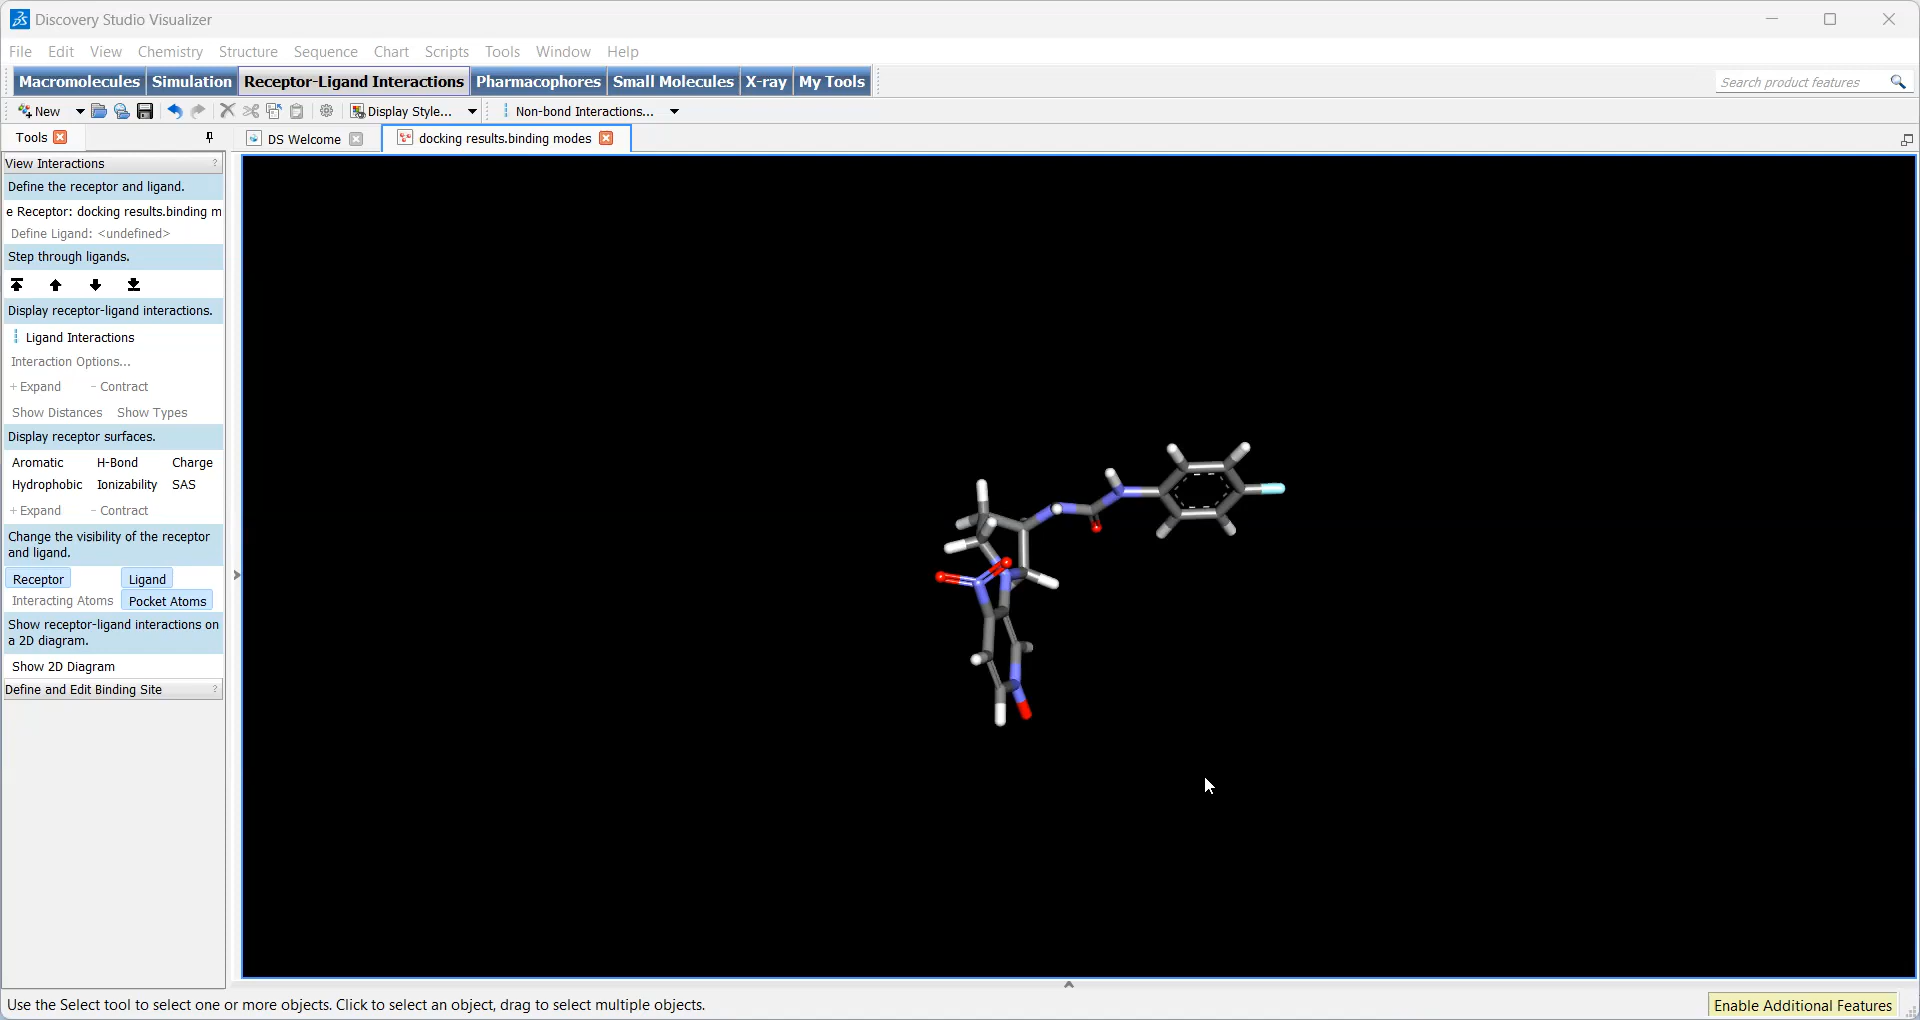 Discovery Studio Visualizer
File Edit View Chemistry Structure Sequence Chart Scripts Tools Window Help
Macromolecules Simulation Receptor-Ligand Interactions Pharmacophores Small Molecules X-ray My Tools
Search product features
New Display Style... Non-bond Interactions...
Tools DS Welcome docking results.binding modes
View Interactions ?
Define the receptor and ligand.
e Receptor: docking results.binding m
Define Ligand: <undefined>
Step through ligands.
Display receptor-ligand interactions.
Ligand Interactions
Interaction Options...
+ Expand - Contract
Show Distances Show Types
Display receptor surfaces.
Aromatic H-Bond Charge
Hydrophobic Ionizability SAS
+ Expand - Contract
Change the visibility of the receptor
and ligand.
Receptor Ligand
Interacting Atoms Pocket Atoms
Show receptor-ligand interactions on
a 2D diagram.
Show 2D Diagram
Define and Edit Binding Site ?
Use the Select tool to select one or more objects. Click to select an object, drag to select multiple objects.
Enable Additional Features